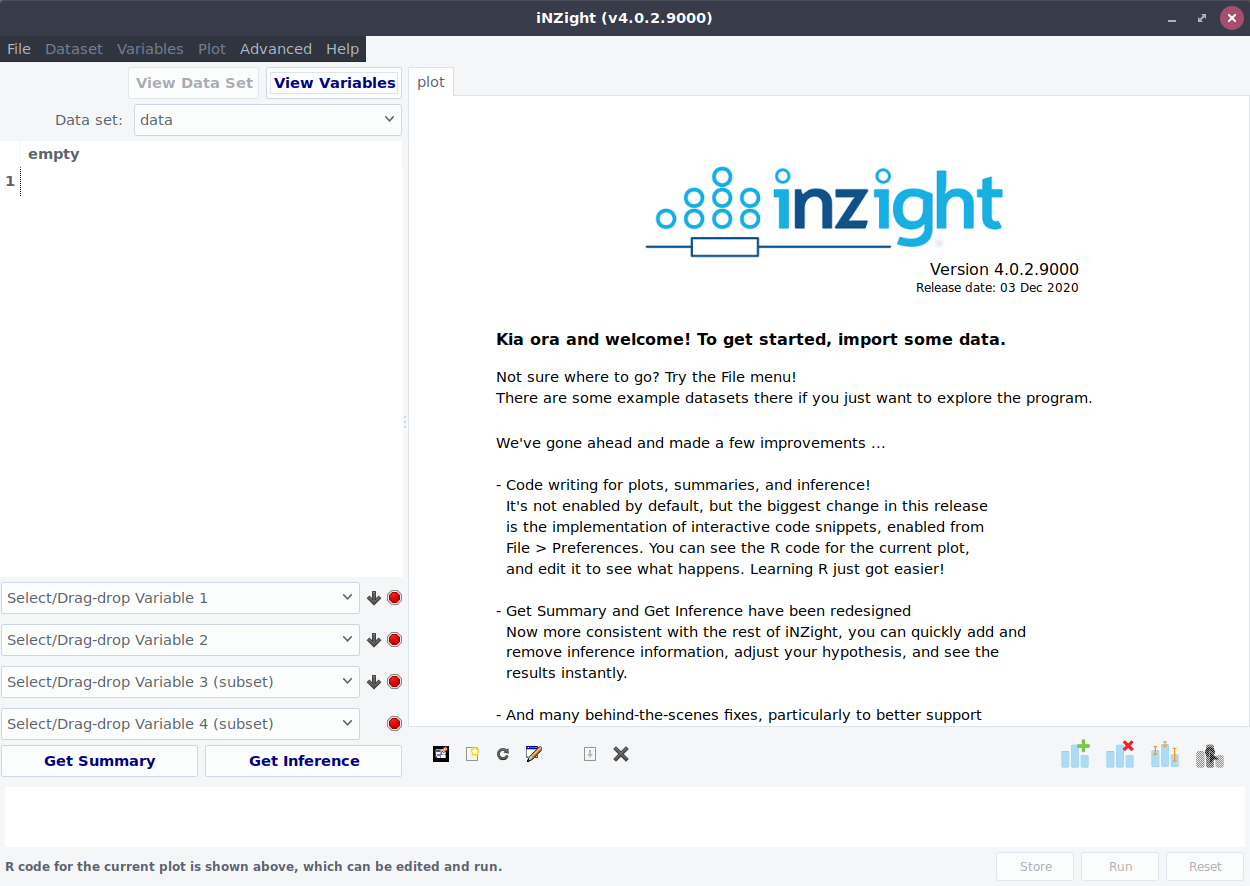 iNZight (v4.0.2.9000)
File Dataset Variables Plot Advanced Help
View Data Set View Variables
Data set: data
empty
1
Select/Drag-drop Variable 1
Select/Drag-drop Variable 2
Select/Drag-drop Variable 3 (subset)
Select/Drag-drop Variable 4 (subset)
Get Summary Get Inference
plot
inzight
Version 4.0.2.9000
Release date: 03 Dec 2020
Kia ora and welcome! To get started, import some data.
Not sure where to go? Try the File menu!
There are some example datasets there if you just want to explore the program.
We've gone ahead and made a few improvements ...
- Code writing for plots, summaries, and inference!
It's not enabled by default, but the biggest change in this release
is the implementation of interactive code snippets, enabled from
File > Preferences. You can see the R code for the current plot,
and edit it to see what happens. Learning R just got easier!
- Get Summary and Get Inference have been redesigned
Now more consistent with the rest of iNZight, you can quickly add and
remove inference information, adjust your hypothesis, and see the
results instantly.
- And many behind-the-scenes fixes, particularly to better support
R code for the current plot is shown above, which can be edited and run.
Store Run Reset